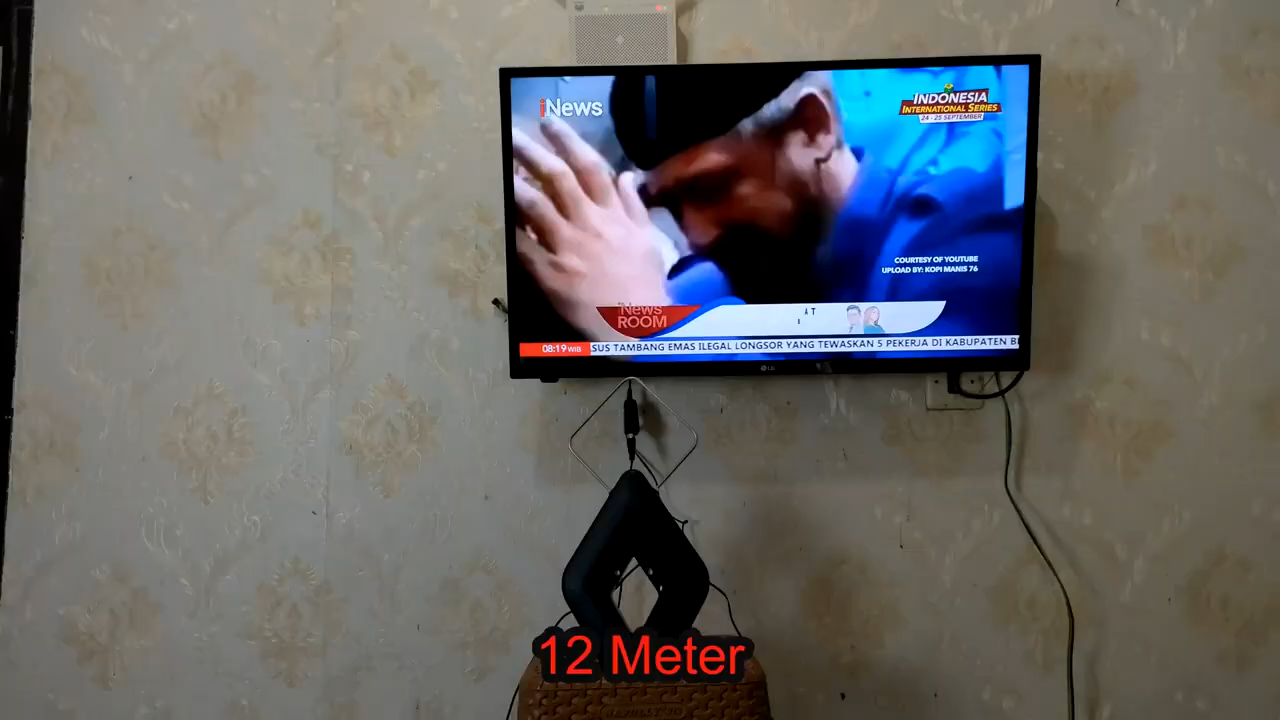 iNews
INDONESIA
INTERNATIONAL SERIES
24 - 25 SEPTEMBER
COURTESY OF YOUTUBE
UPLOAD BY: KOPI MANIS 76
iNews
ROOM
A T
08:19 WIB
SUS TAMBANG EMAS ILEGAL LONGSOR YANG TEWASKAN 5 PEKERJA DI KABUPATEN
LG
12 Meter